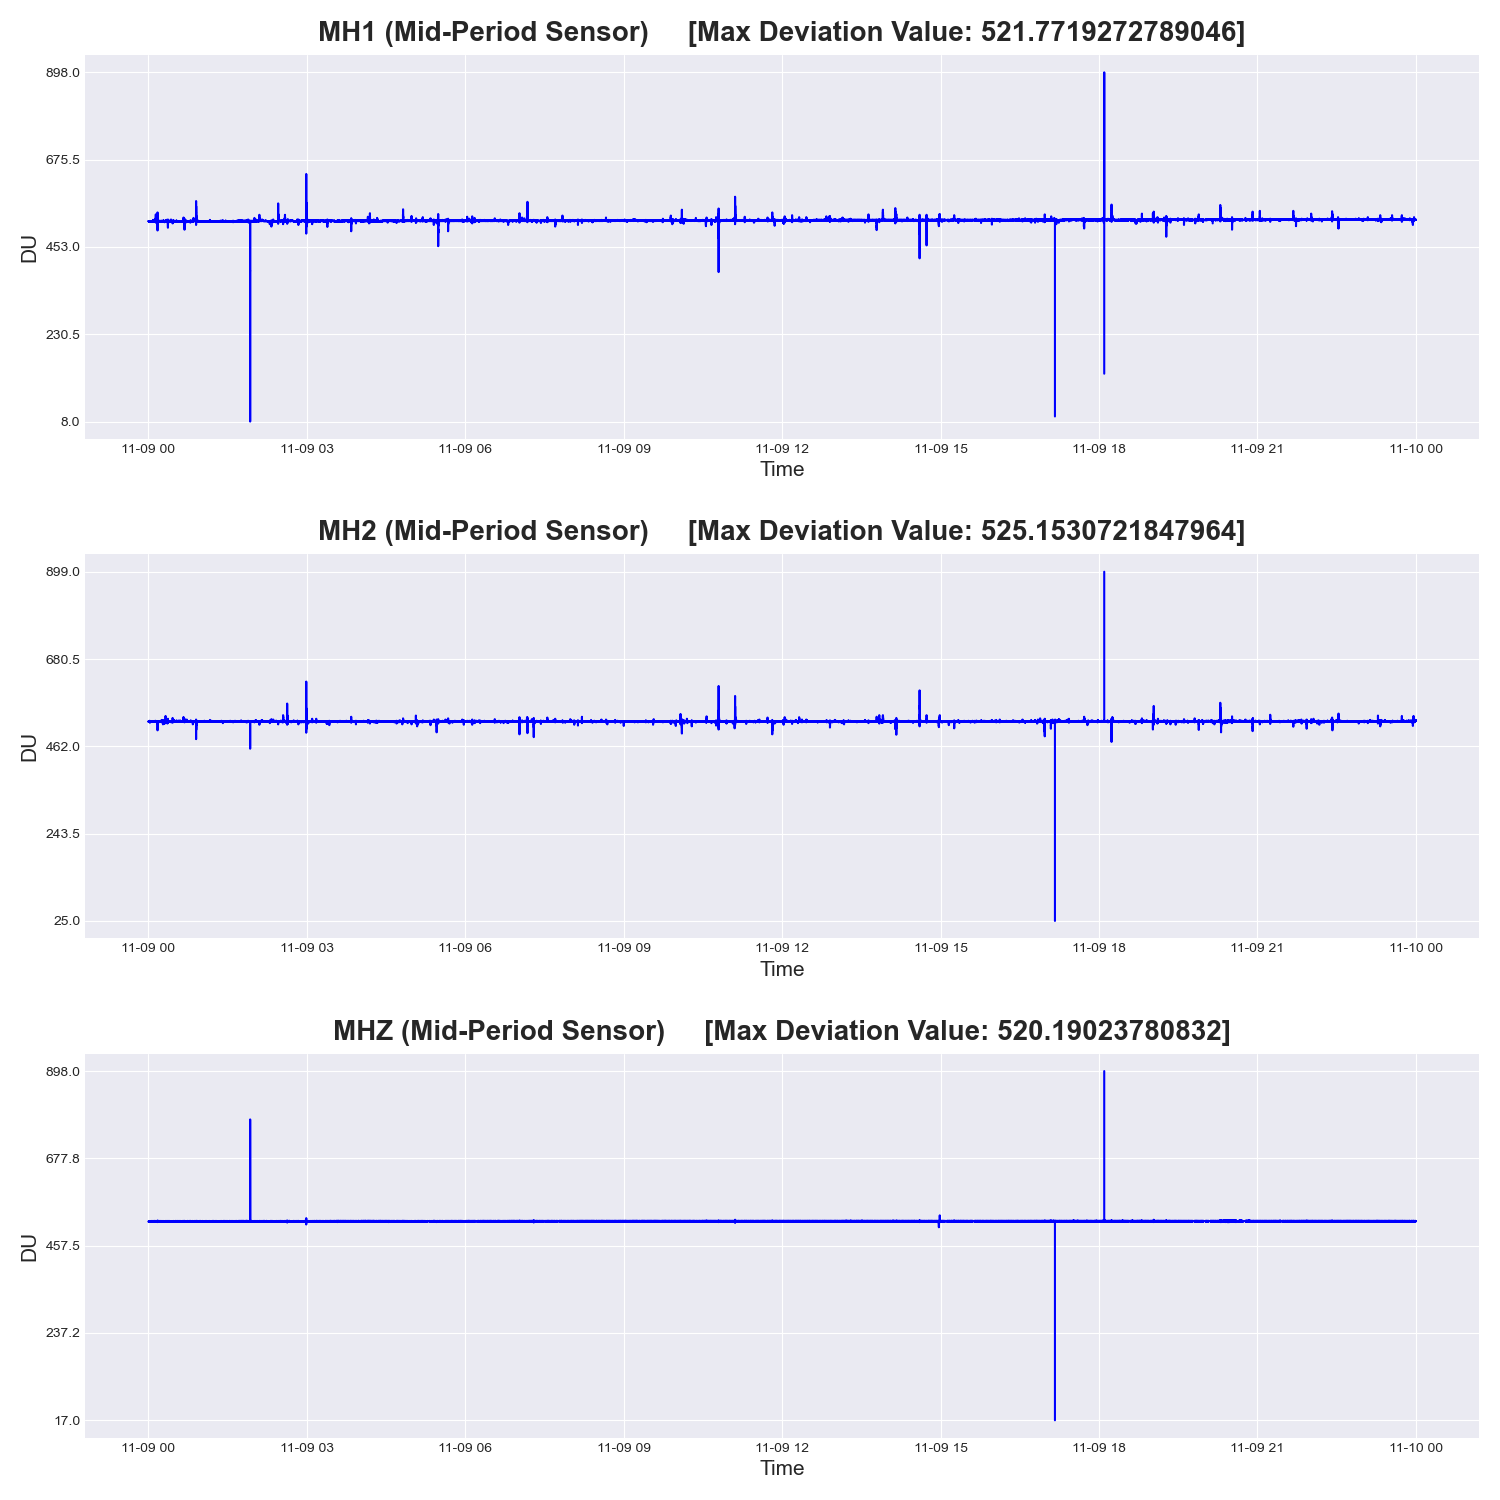 MH1 (Mid-Period Sensor) [Max Deviation Value: 521.7719272789046]
898.0
675.5
453.0
230.5
8.0
DU
11-09 00 11-09 03 11-09 06 11-09 09 11-09 12 11-09 15 11-09 18 11-09 21 11-10 00
Time
MH2 (Mid-Period Sensor) [Max Deviation Value: 525.1530721847964]
899.0
680.5
462.0
243.5
25.0
DU
11-09 00 11-09 03 11-09 06 11-09 09 11-09 12 11-09 15 11-09 18 11-09 21 11-10 00
Time
MHZ (Mid-Period Sensor) [Max Deviation Value: 520.19023780832]
898.0
677.8
457.5
237.2
17.0
DU
11-09 00 11-09 03 11-09 06 11-09 09 11-09 12 11-09 15 11-09 18 11-09 21 11-10 00
Time